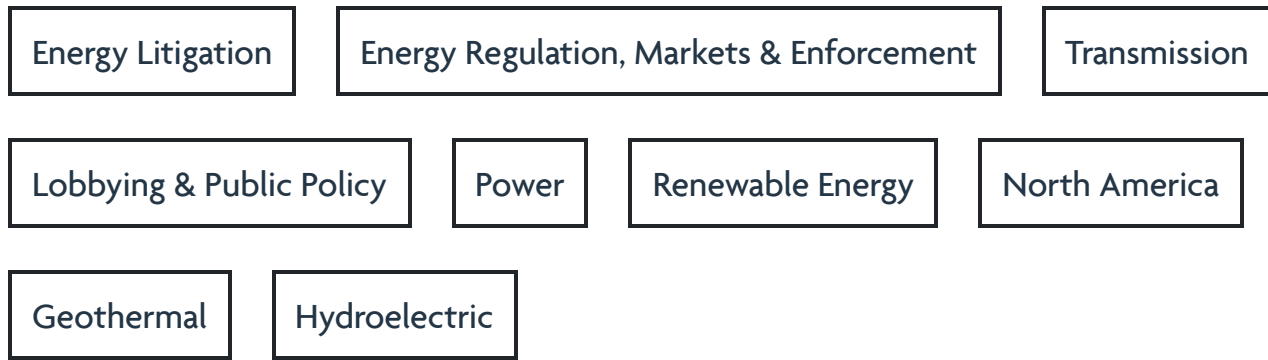 Energy Litigation Energy Regulation, Markets & Enforcement Transmission
Lobbying & Public Policy Power Renewable Energy North America
Geothermal Hydroelectric